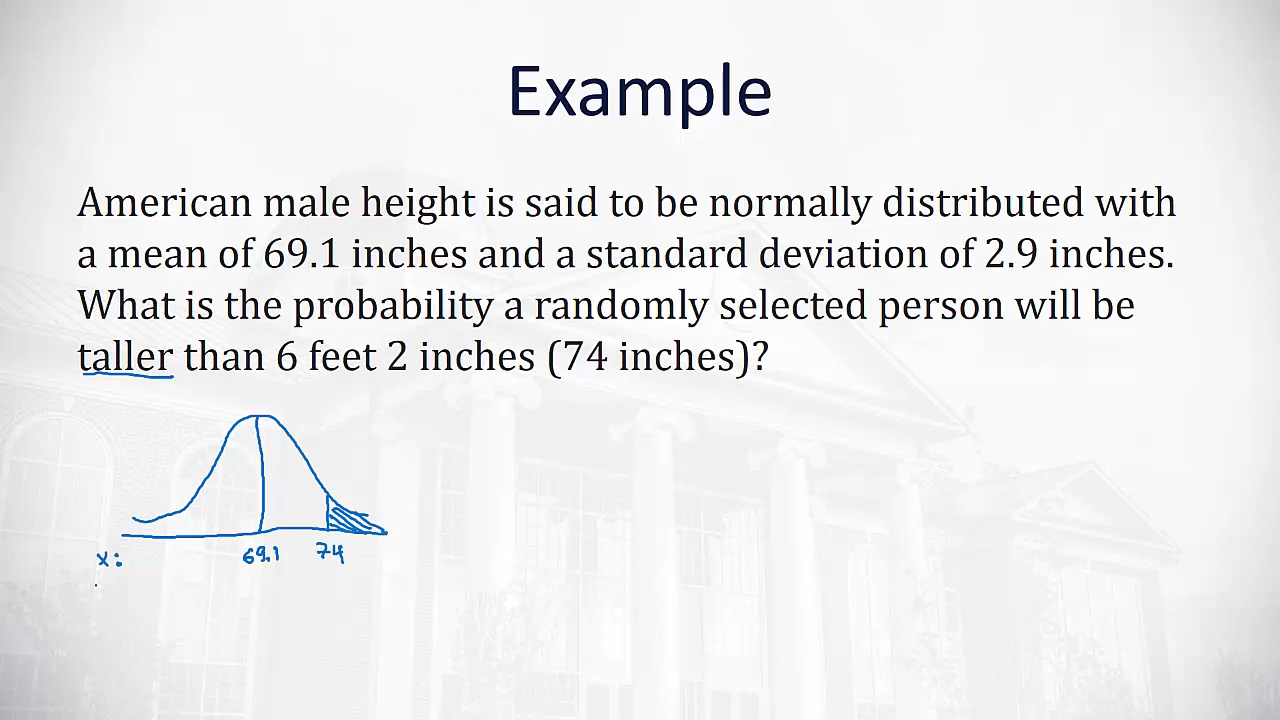 Example
American male height is said to be normally distributed with
a mean of 69.1 inches and a standard deviation of 2.9 inches.
What is the probability a randomly selected person will be
taller than 6 feet 2 inches (74 inches)?
x: 69.1 74